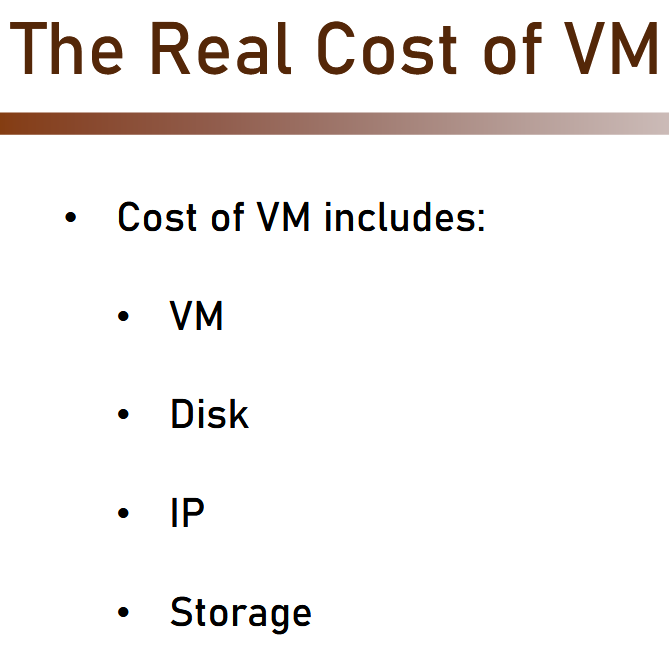 The Real Cost of VM
• Cost of VM includes:
• VM
• Disk
• IP
• Storage